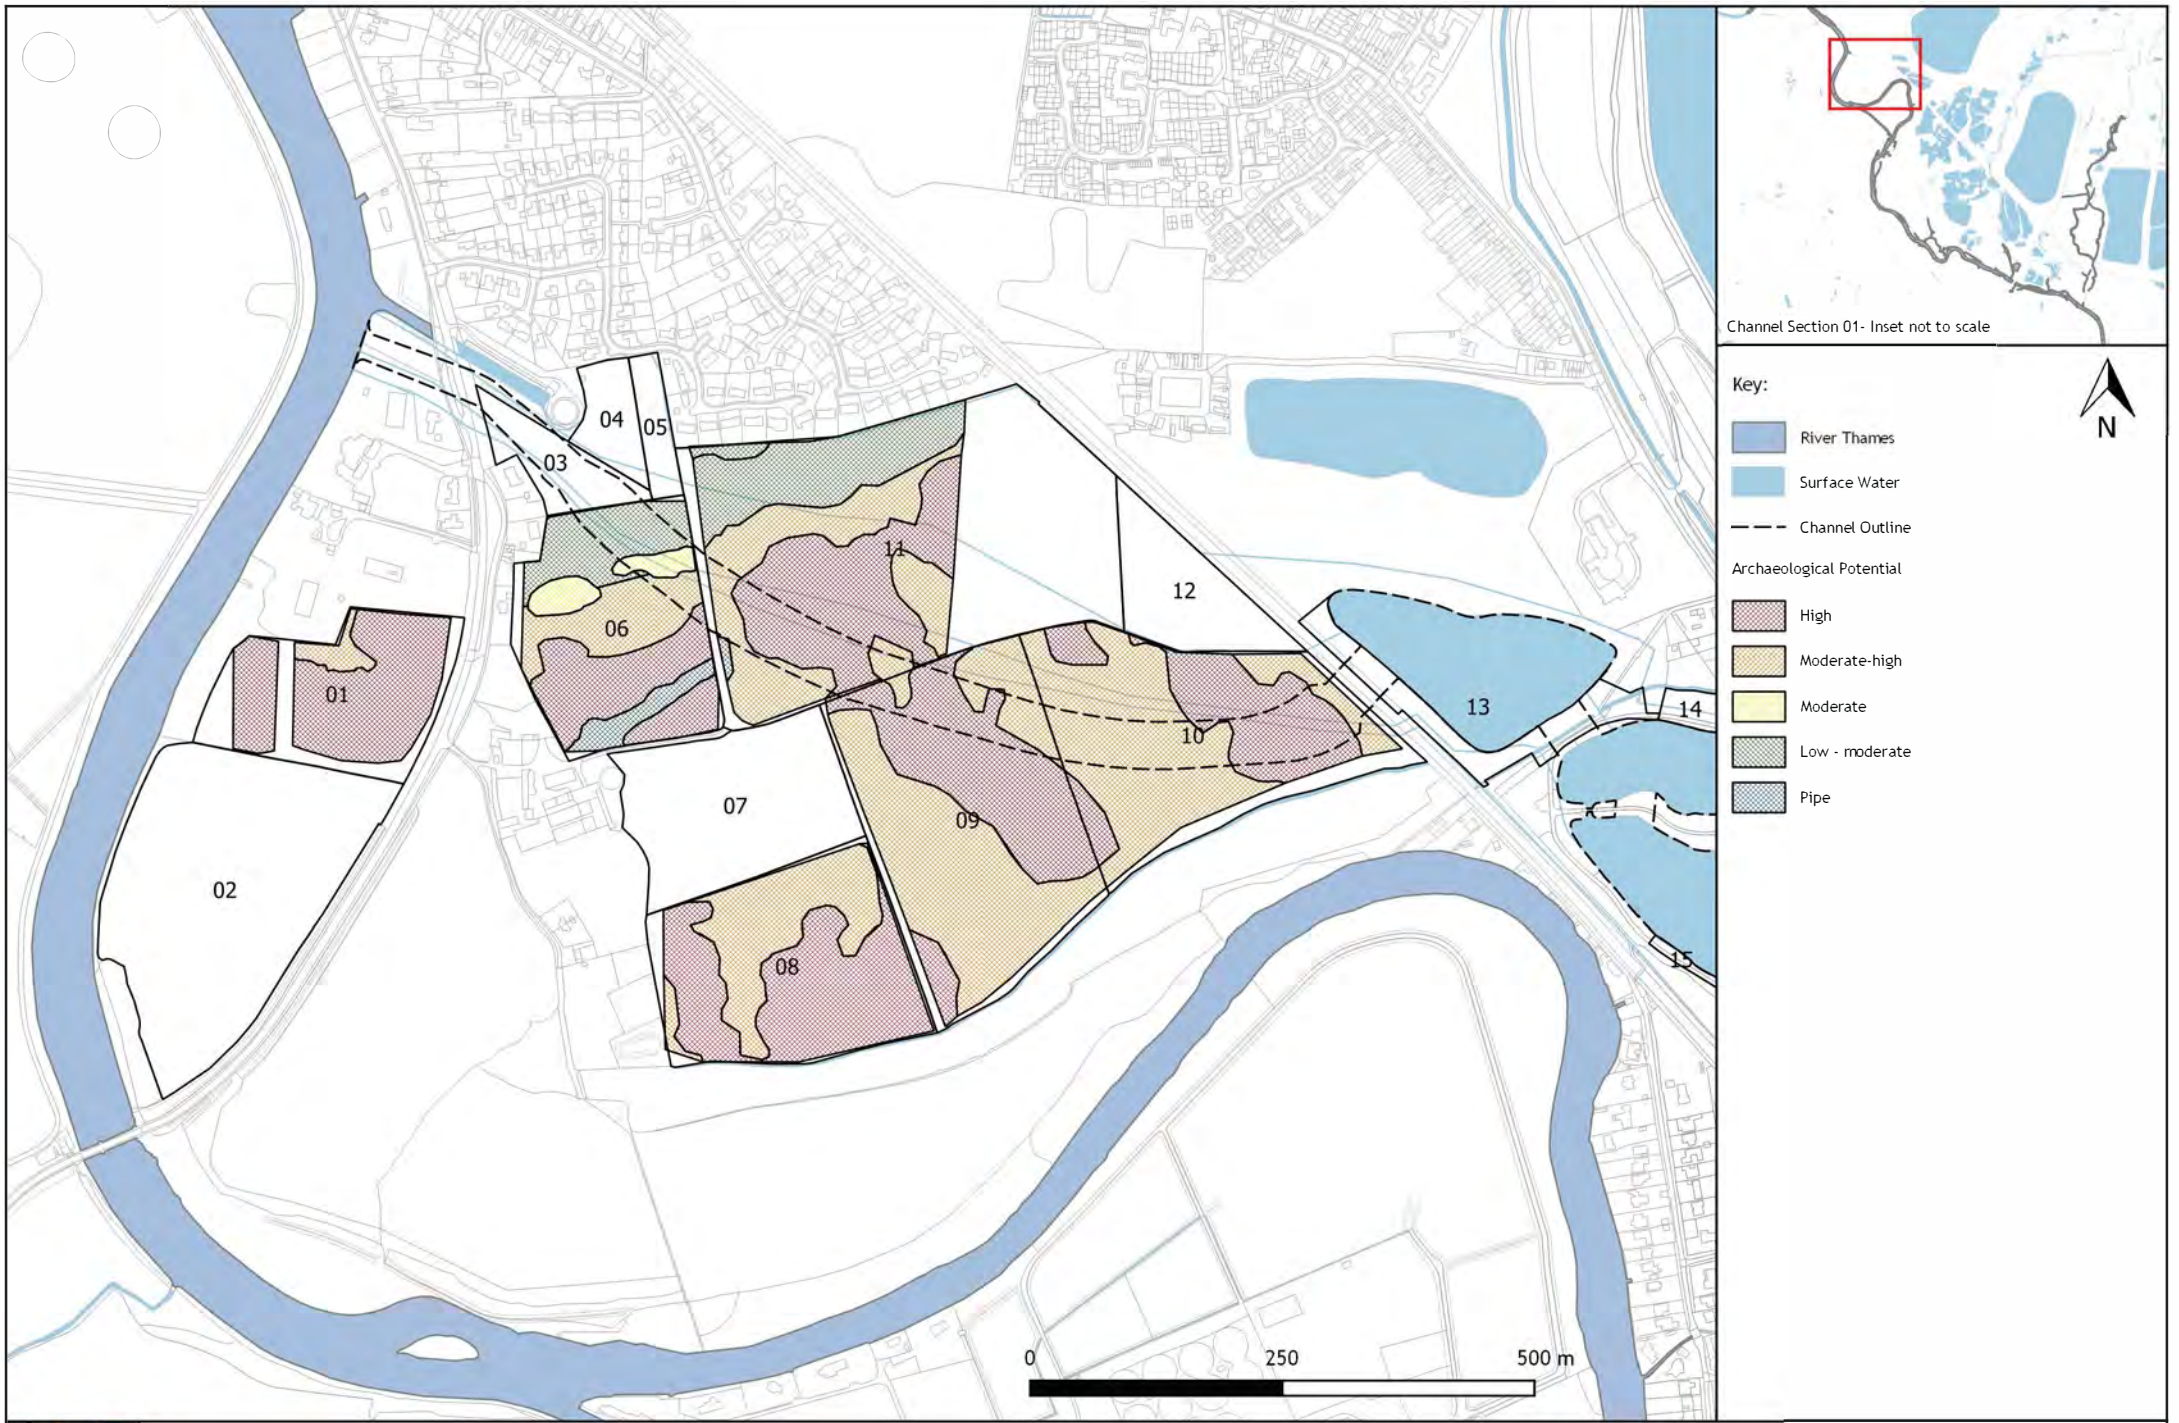 04
05
03
11
12
06
01
13
14
10
07
09
02
08
15
0
250
500 m
Channel Section 01- Inset not to scale
Key:
N
River Thames
Surface Water
Channel Outline
Archaeological Potential
High
Moderate-high
Moderate
Low - moderate
Pipe